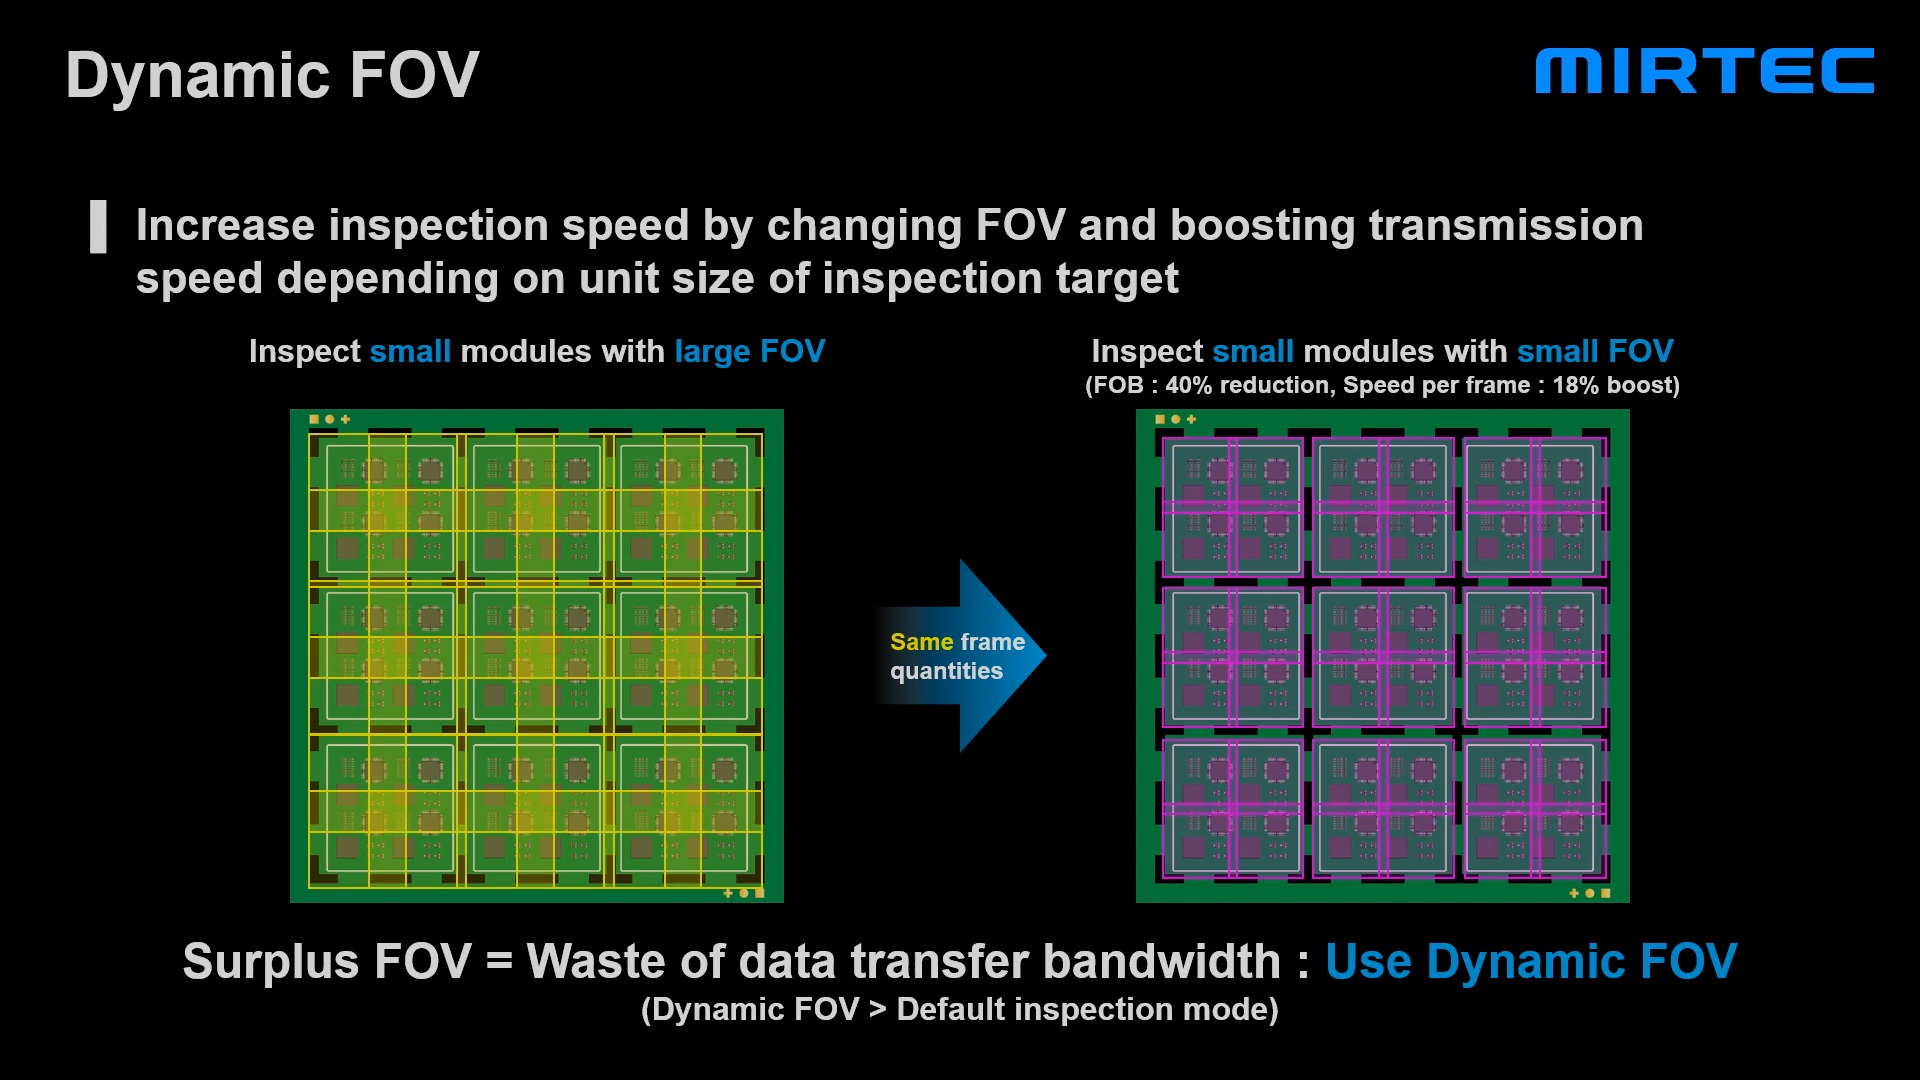 Dynamic FOV
MIRTEC
Increase inspection speed by changing FOV and boosting transmission
speed depending on unit size of inspection target
Inspect small modules with large FOV
Inspect small modules with small FOV
(FOB : 40% reduction, Speed per frame : 18% boost)
Same frame
quantities
Surplus FOV = Waste of data transfer bandwidth : Use Dynamic FOV
(Dynamic FOV > Default inspection mode)